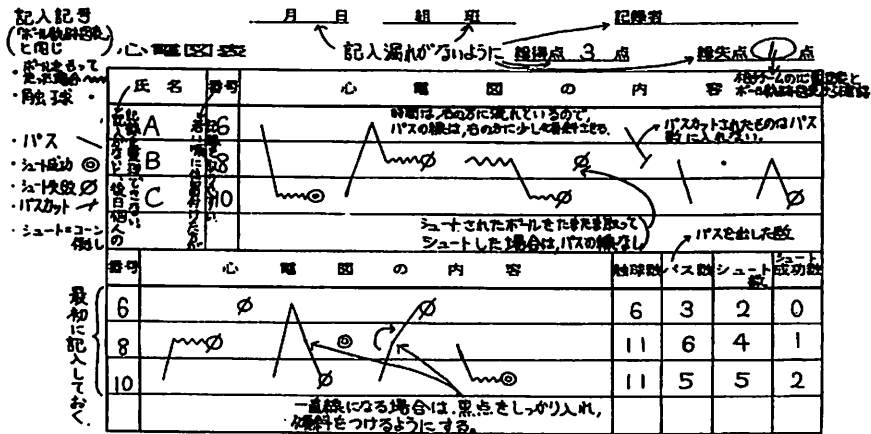 記入記号
(ボール軌跡図表
と同じ)
・ボールをもって
走った場合
・触球 ・
・パス
・シュート成功 ◎
・シュート失敗 ∅
・パスカット
・シュート=コーン
倒し
月 日 組 班 記録者
心電図表 記入漏れがないように 総得点 3 点 総失点 1 点
氏名 番号 心電図の内容
A 6
B 8
C 10
時間は,右の方に流れているので,
パスの線は,右の方に少し傾斜させる。
パスカットされたものはパス
数に入れない。
シュートされたボールをたまたま取って
シュートした場合は,パスの線なし
パスを出した数
番号 心電図の内容 触球数 パス数 シュート数 シュート成功数
最初に記入しておく
6 6 3 2 0
8 11 6 4 1
10 11 5 5 2
一直線になる場合は,黒点をしっかり入れ,
傾斜をつけるようにする。